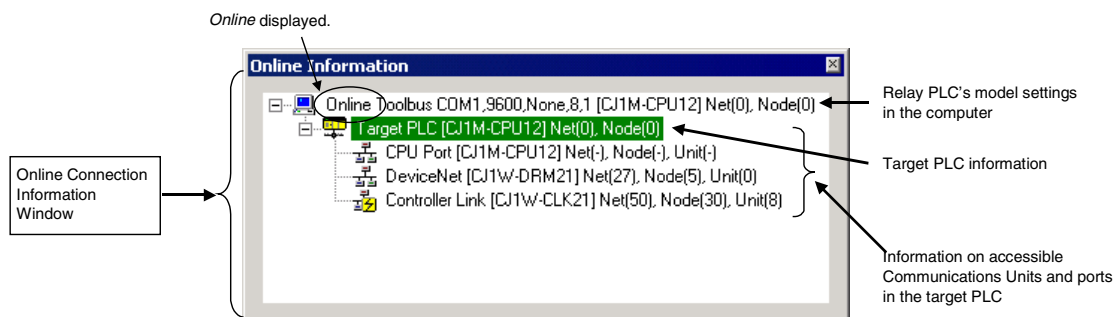 Online displayed.
Online Information
Online Toolbus COM1,9600,None,8,1 [CJ1M-CPU12] Net(0), Node(0)
Target PLC [CJ1M-CPU12] Net(0), Node(0)
CPU Port [CJ1M-CPU12] Net(-), Node(-), Unit(-)
DeviceNet [CJ1W-DRM21] Net(27), Node(5), Unit(0)
Controller Link [CJ1W-CLK21] Net(50), Node(30), Unit(8)
Online Connection
Information
Window
Relay PLC's model settings
in the computer
Target PLC information
Information on accessible
Communications Units and ports
in the target PLC